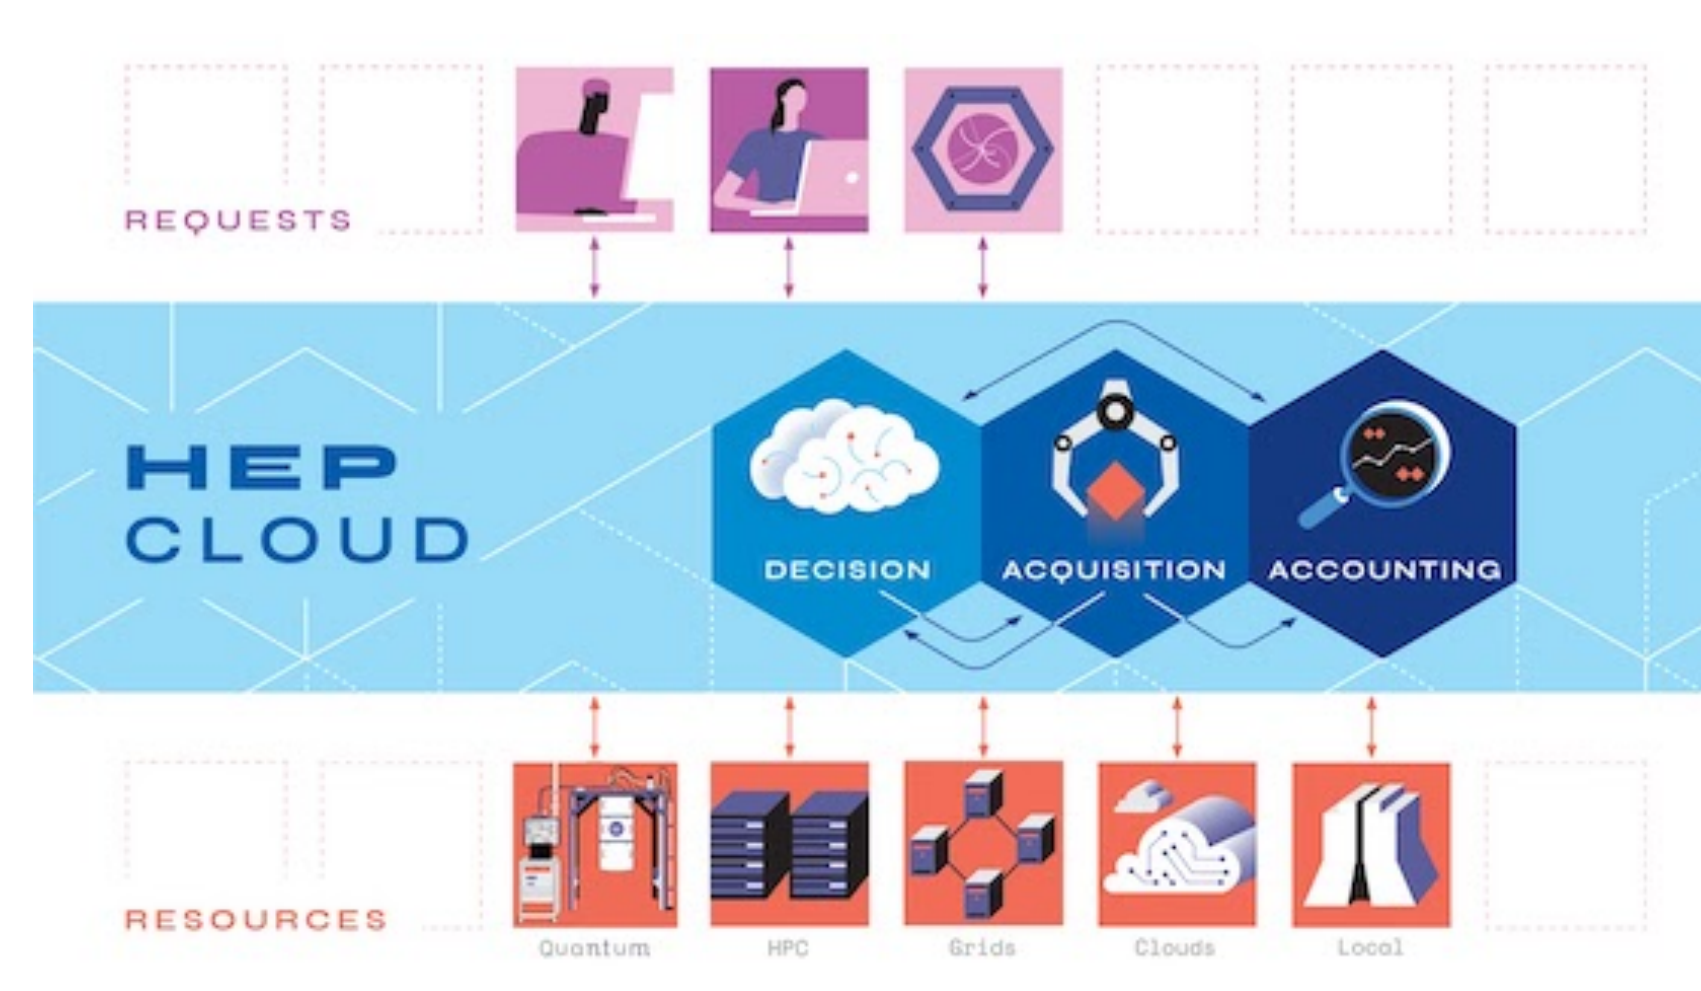 REQUESTS
HEP
CLOUD
DECISION
ACQUISITION
ACCOUNTING
RESOURCES
Quantum
HPC
Grids
Clouds
Local